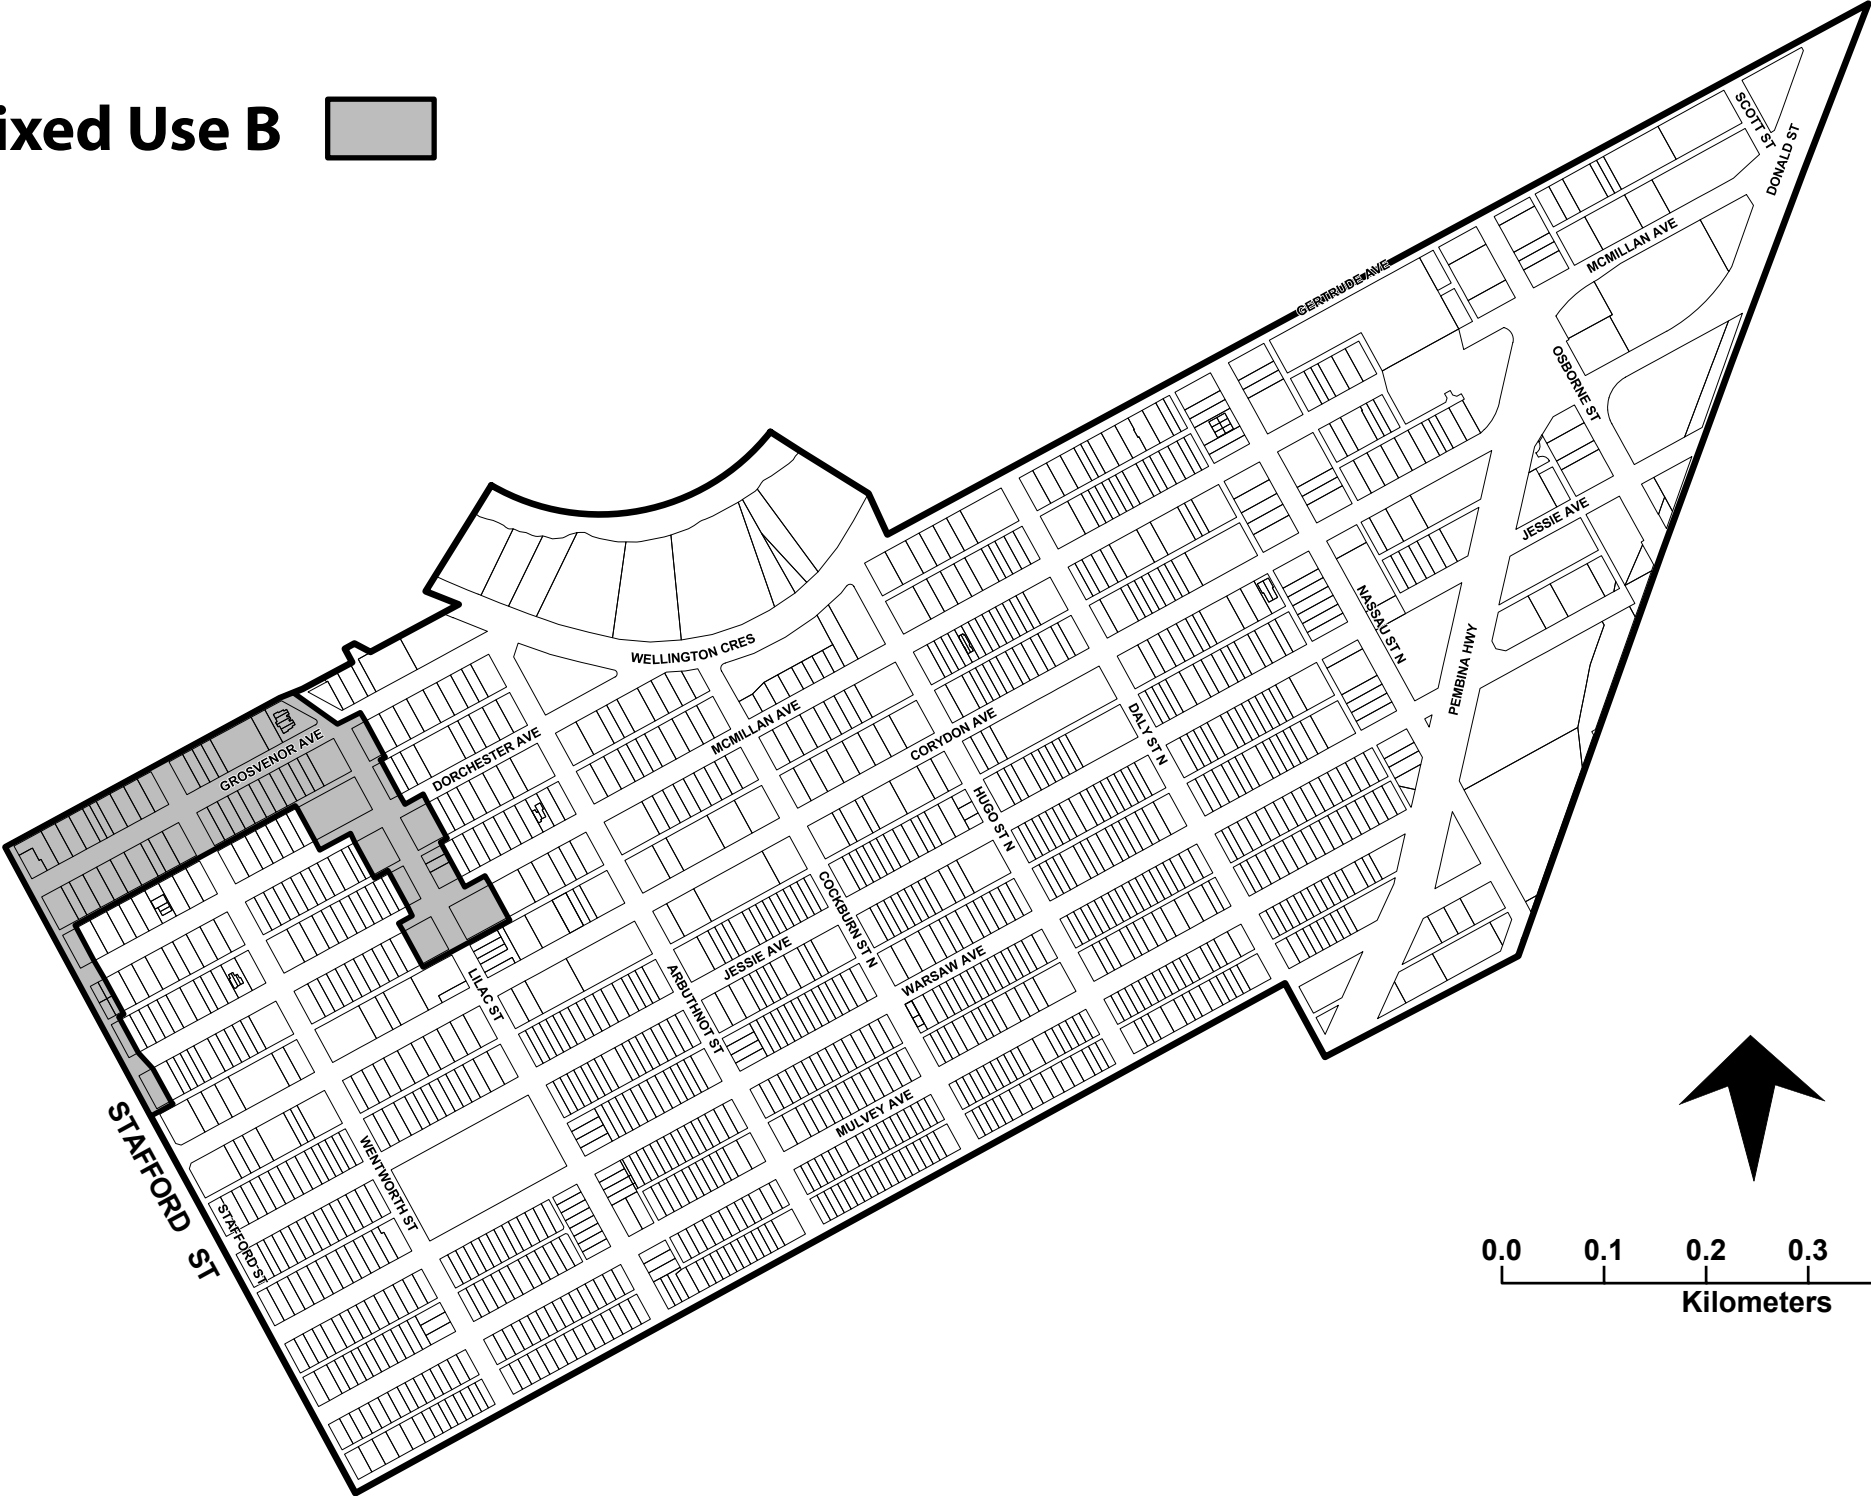 ixed Use B
SCOTT ST
DONALD ST
MCMILLAN AVE
GERTRUDE AVE
OSBORNE ST
JESSIE AVE
NASSAU ST N
PEMBINA HWY
WELLINGTON CRES
MCMILLAN AVE
CORYDON AVE
DALY ST N
DORCHESTER AVE
GROSVENOR AVE
HUGO ST N
COCKBURN ST N
JESSIE AVE
WARSAW AVE
LILAC ST
ARBUTHNOT ST
MULVEY AVE
WENTWORTH ST
STAFFORD ST
STAFFORD ST
0.0 0.1 0.2 0.3
Kilometers